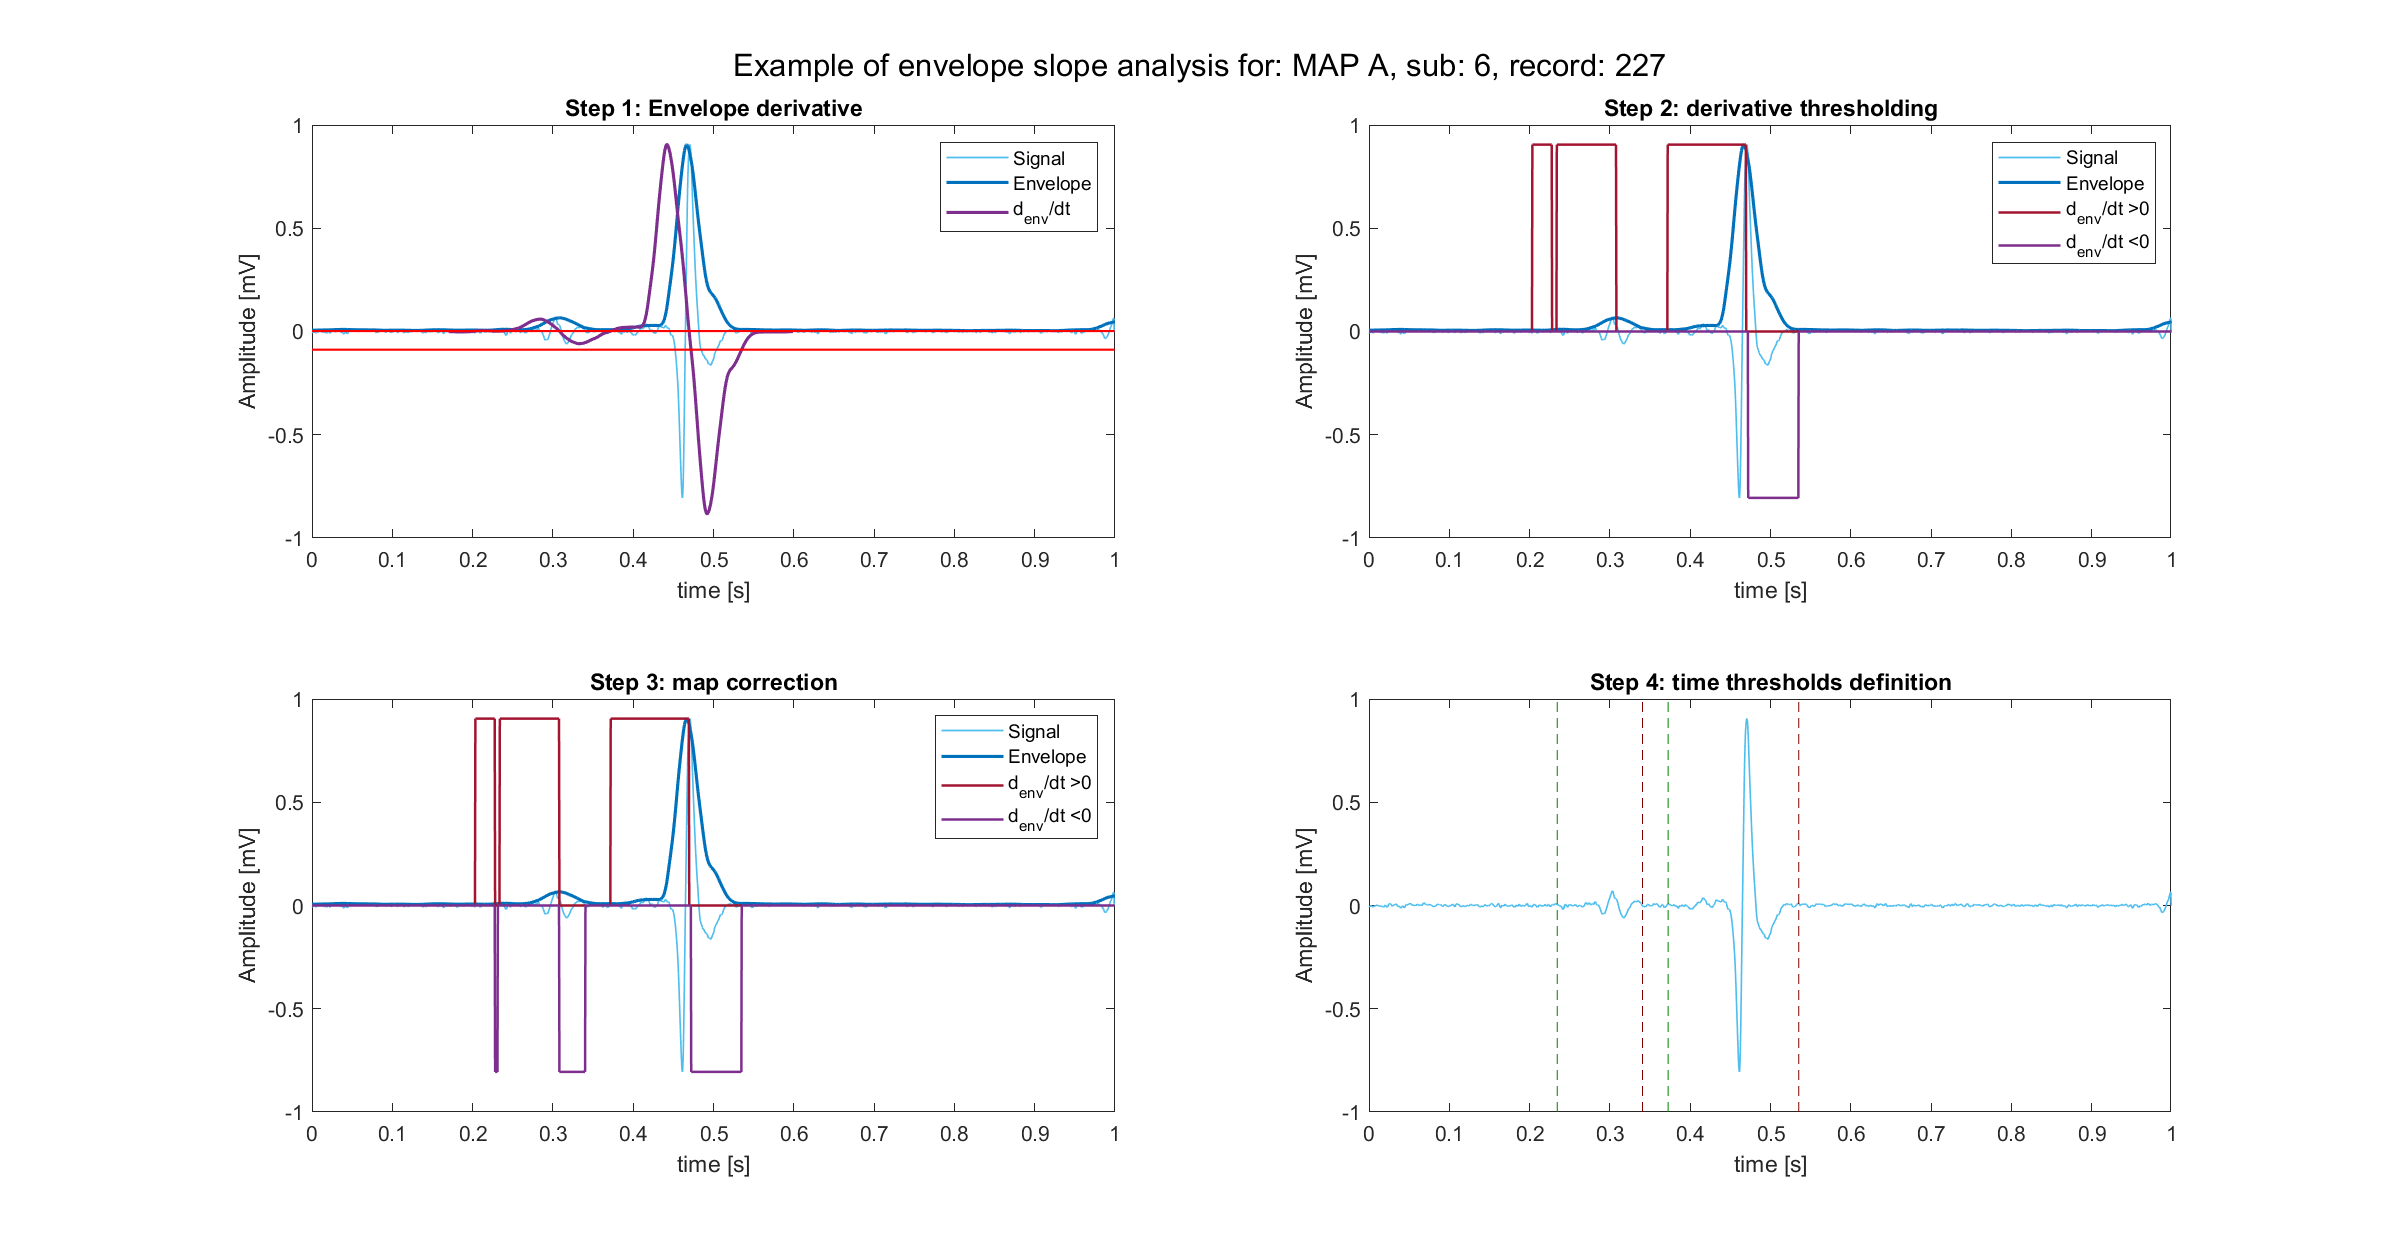 Example of envelope slope analysis for: MAP A, sub: 6, record: 227
Step 1: Envelope derivative
1
0.5
0
-0.5
-1
Amplitude [mV]
0 0.1 0.2 0.3 0.4 0.5 0.6 0.7 0.8 0.9 1
time [s]
Signal
Envelope
d_env/dt
Step 2: derivative thresholding
1
0.5
0
-0.5
-1
Amplitude [mV]
0 0.1 0.2 0.3 0.4 0.5 0.6 0.7 0.8 0.9 1
time [s]
Signal
Envelope
d_env/dt >0
d_env/dt <0
Step 3: map correction
1
0.5
0
-0.5
-1
Amplitude [mV]
0 0.1 0.2 0.3 0.4 0.5 0.6 0.7 0.8 0.9 1
time [s]
Signal
Envelope
d_env/dt >0
d_env/dt <0
Step 4: time thresholds definition
1
0.5
0
-0.5
-1
Amplitude [mV]
0 0.1 0.2 0.3 0.4 0.5 0.6 0.7 0.8 0.9 1
time [s]